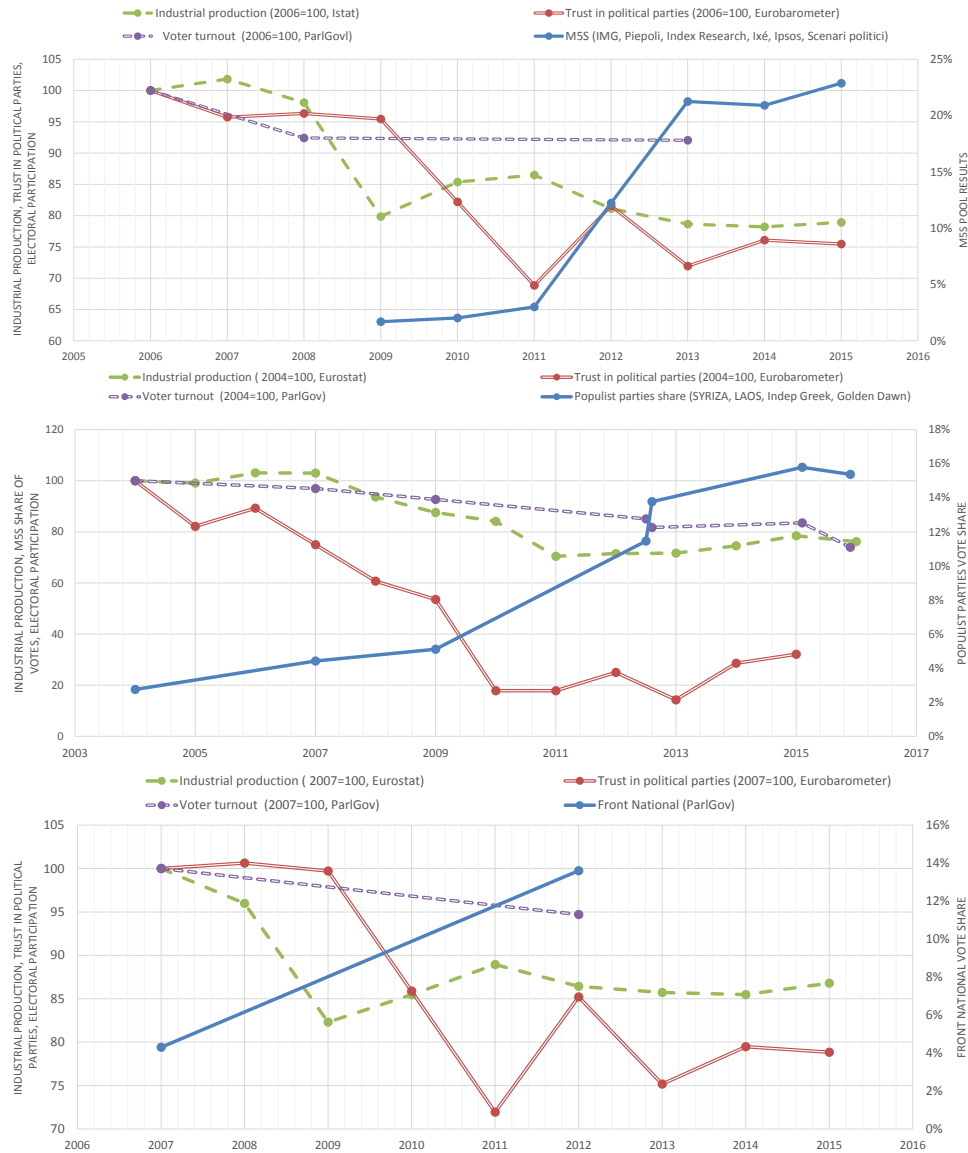 Industrial production (2006=100, Istat)
Trust in political parties (2006=100, Eurobarometer)
Voter turnout (2006=100, ParlGovl)
M5S (IMG, Piepoli, Index Research, Ixé, Ipsos, Scenari politici)
INDUSTRIAL PRODUCTION, TRUST IN POLITICAL PARTIES,
ELECTORAL PARTICIPATION
105
100
95
90
85
80
75
70
65
60
25%
20%
15%
10%
5%
0%
M5S POOL RESULTS
2005 2006 2007 2008 2009 2010 2011 2012 2013 2014 2015 2016
Industrial production ( 2004=100, Eurostat)
Trust in political parties (2004=100, Eurobarometer)
Voter turnout (2004=100, ParlGov)
Populist parties share (SYRIZA, LAOS, Indep Greek, Golden Dawn)
INDUSTRIAL PRODUCTION, M5S SHARE OF
VOTES, ELECTORAL PARTICIPATION
120
100
80
60
40
20
0
18%
16%
14%
12%
10%
8%
6%
4%
2%
0%
POPULIST PARTIES VOTE SHARE
2003 2005 2007 2009 2011 2013 2015 2017
Industrial production ( 2007=100, Eurostat)
Trust in political parties (2007=100, Eurobarometer)
Voter turnout (2007=100, ParlGov)
Front National (ParlGov)
INDUSTRIAL PRODUCTION, TRUST IN POLITICAL
PARTIES, ELECTORAL PARTICIPATION
105
100
95
90
85
80
75
70
16%
14%
12%
10%
8%
6%
4%
2%
0%
FRONT NATIONAL VOTE SHARE
2006 2007 2008 2009 2010 2011 2012 2013 2014 2015 2016